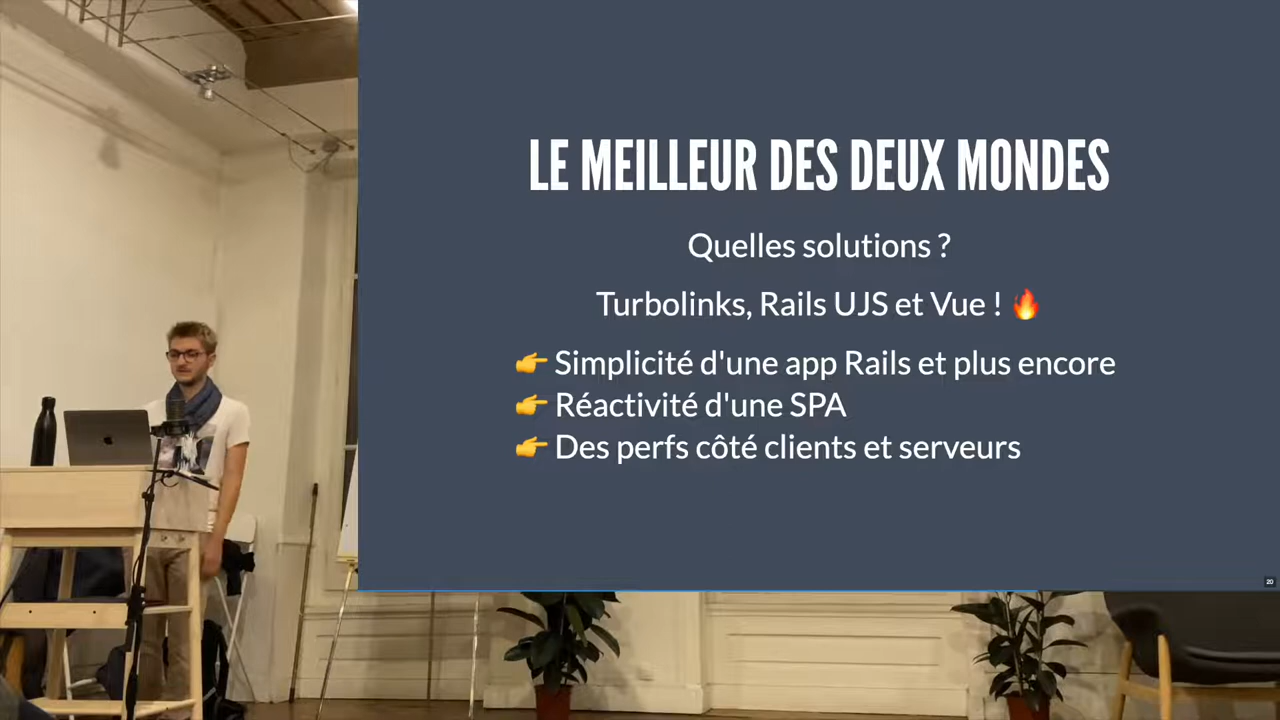 LE MEILLEUR DES DEUX MONDES
Quelles solutions ?
Turbolinks, Rails UJS et Vue ! 🔥
👉 Simplicité d'une app Rails et plus encore
👉 Réactivité d'une SPA
👉 Des perfs côté clients et serveurs
20